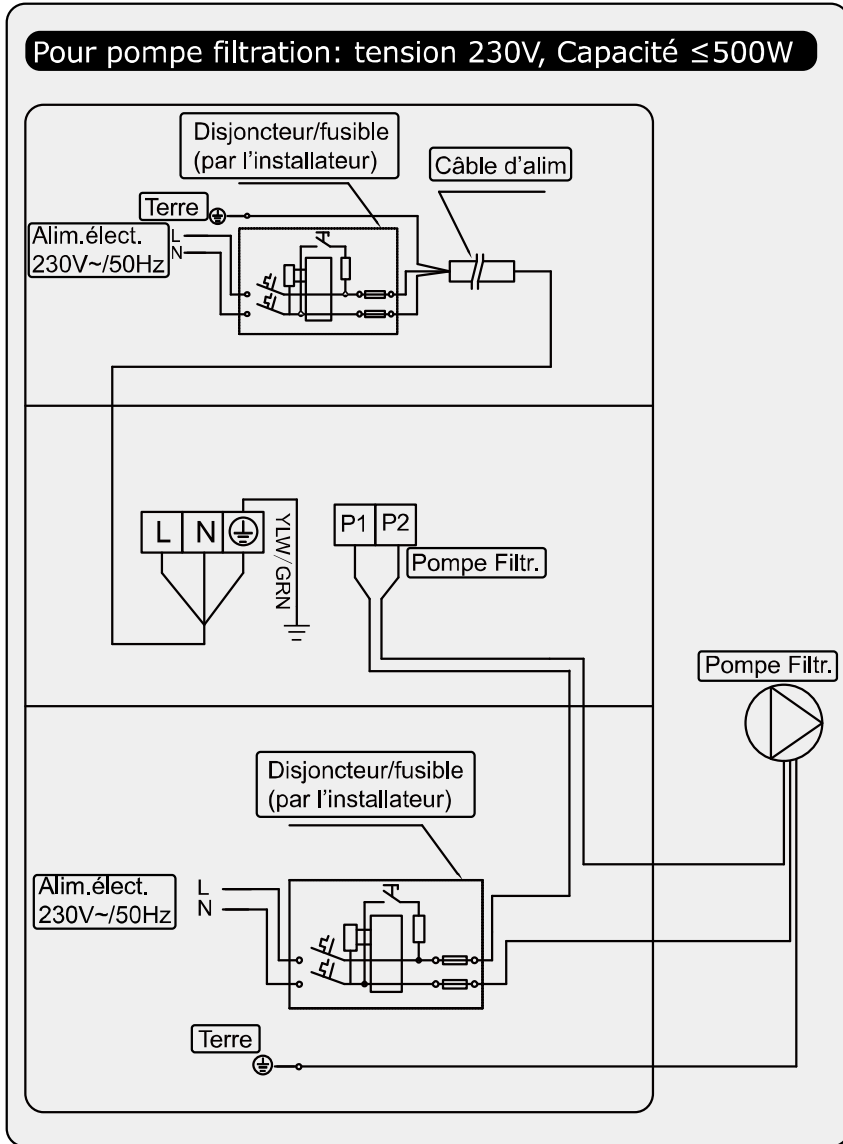 Pour pompe filtration: tension 230V, Capacité ≤500W
Disjoncteur/fusible
(par l'installateur)
Câble d'alim
Terre
Alim.élect.
230V~/50Hz
L
N
L N
YLW/GRN
P1 P2
Pompe Filtr.
Pompe Filtr.
Disjoncteur/fusible
(par l'installateur)
Alim.élect.
230V~/50Hz
L
N
Terre